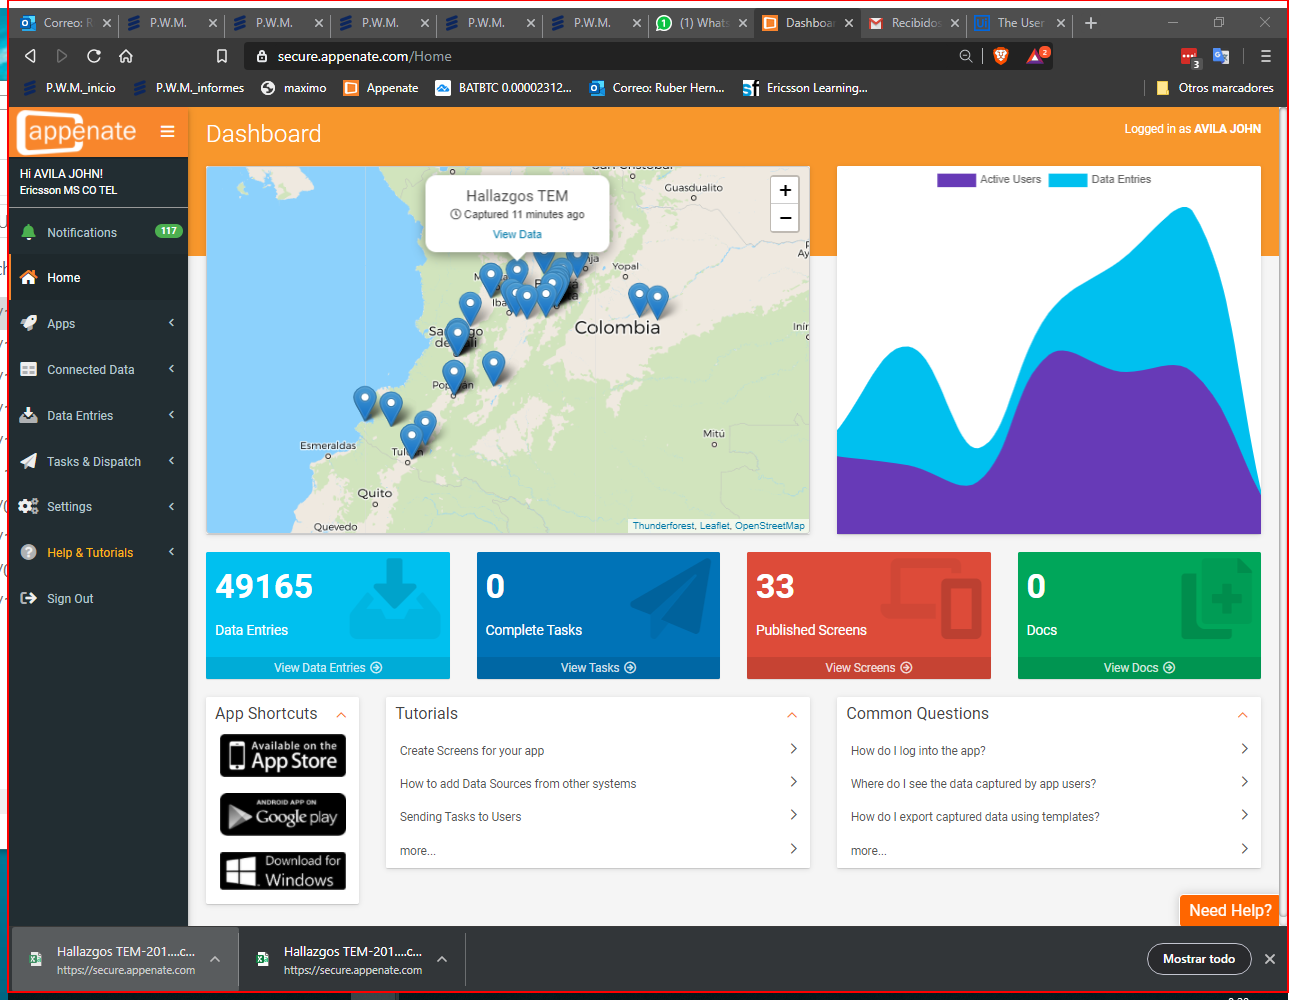 Correo: R
P.W.M.
P.W.M.
P.W.M.
P.W.M.
P.W.M.
(1) Whats
Dashboa
Recibidos
The User
secure.appenate.com/Home
2
3
P.W.M._inicio
P.W.M._informes
maximo
Appenate
BATBTC 0.00002312...
Correo: Ruber Hern...
Ericsson Learning...
Otros marcadores
appenate
Dashboard
Logged in as AVILA JOHN
Hi AVILA JOHN!
Ericsson MS CO TEL
Notifications
117
Home
Apps
Connected Data
Data Entries
Tasks & Dispatch
Settings
Help & Tutorials
Sign Out
Hallazgos TEM
Captured 11 minutes ago
View Data
+
−
Guasdualito
Yopal
Colombia
Mitú
Esmeraldas
Quito
Quevedo
Thunderforest, Leaflet, OpenStreetMap
Active Users
Data Entries
49165
Data Entries
View Data Entries
0
Complete Tasks
View Tasks
33
Published Screens
View Screens
0
Docs
View Docs
App Shortcuts
Available on the
App Store
ANDROID APP ON
Google play
Download for
Windows
Tutorials
Create Screens for your app
How to add Data Sources from other systems
Sending Tasks to Users
more...
Common Questions
How do I log into the app?
Where do I see the data captured by app users?
How do I export captured data using templates?
more...
Need Help?
Hallazgos TEM-201....c...
https://secure.appenate.com
Hallazgos TEM-201....c...
https://secure.appenate.com
Mostrar todo